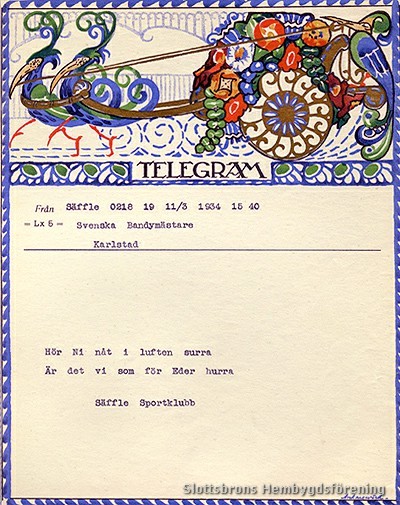 TELEGRAM
Från Säffle 0218 19 11/3 1934 15 40
= Lx 5 = Svenska Bandymästare
Karlstad
Hör Ni nåt i luften surra
Är det vi som för Eder hurra
Säffle Sportklubb
Slottsbrons Hembygdsförening